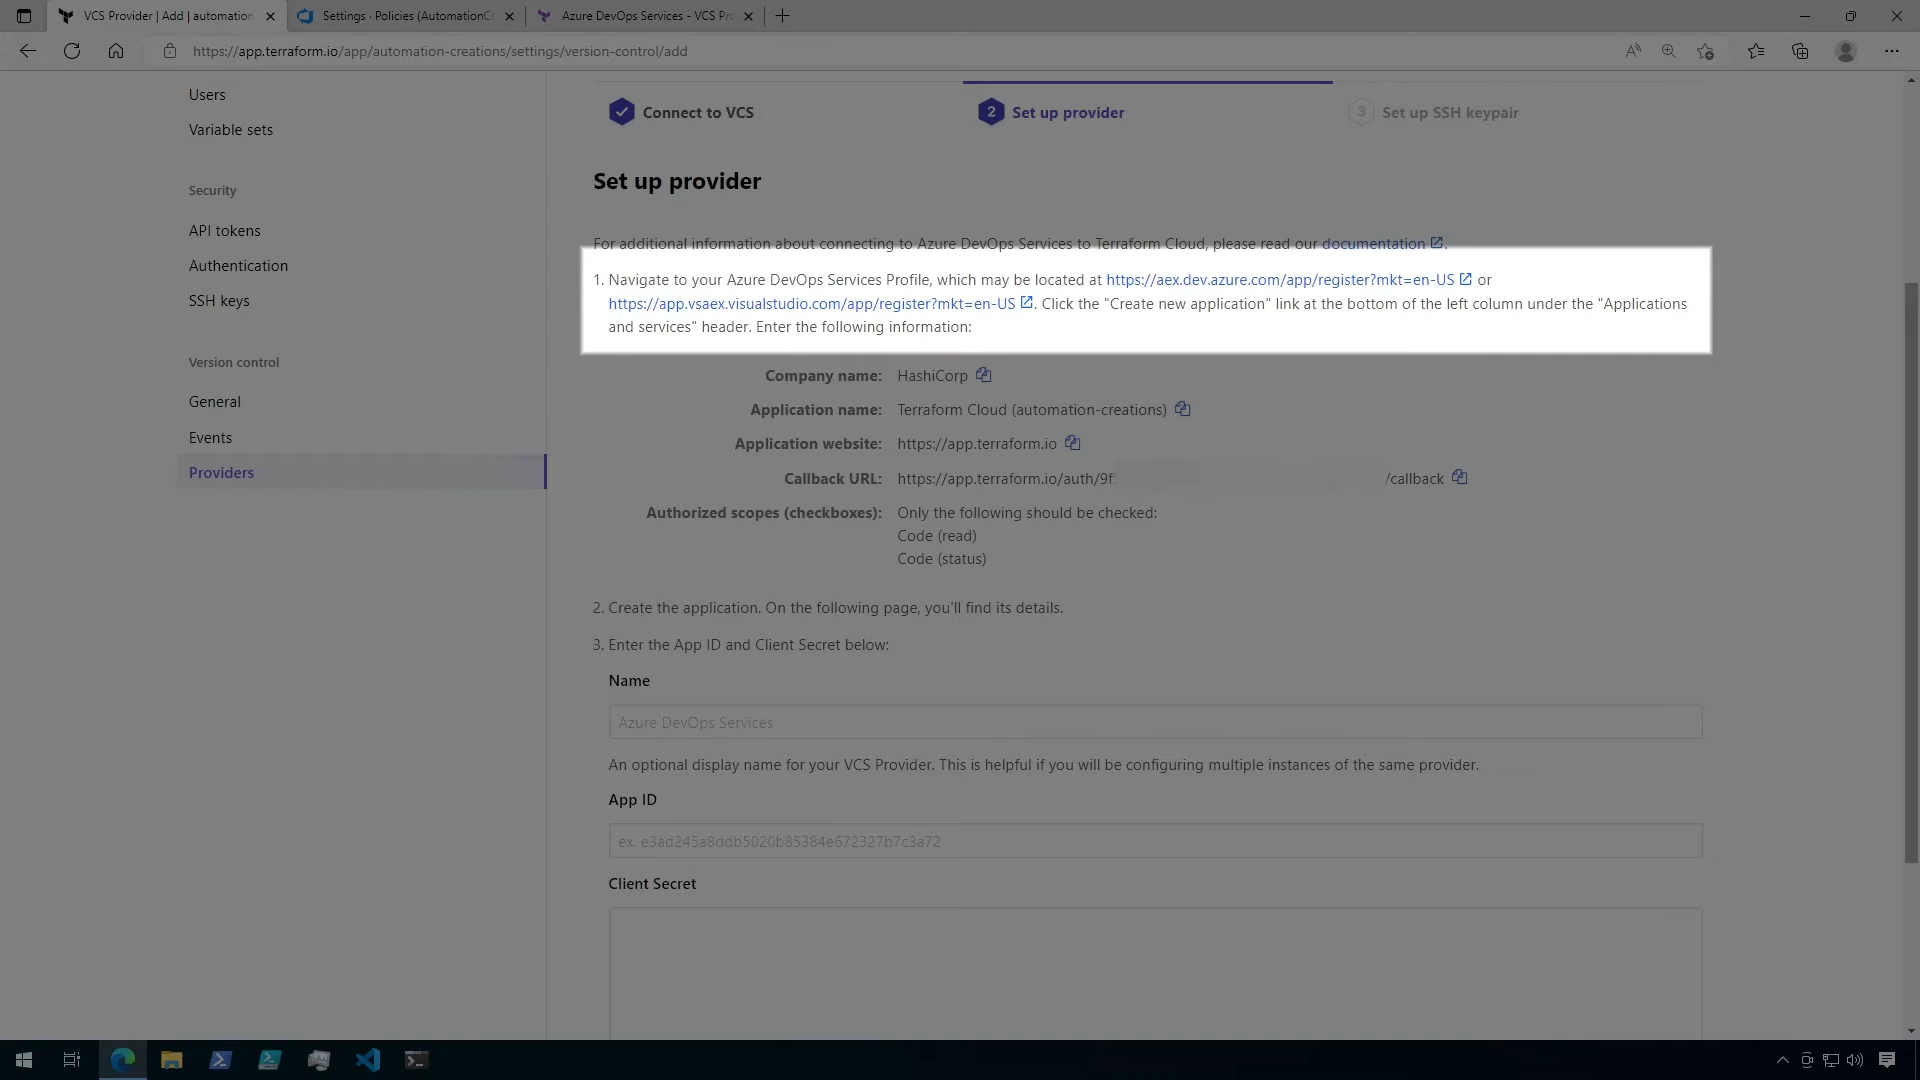 VCS Provider | Add | automation
Settings · Policies (AutomationCr
Azure DevOps Services - VCS Pr
https://app.terraform.io/app/automation-creations/settings/version-control/add
Users
Variable sets
Security
API tokens
Authentication
SSH keys
Version control
General
Events
Providers
Connect to VCS
2 Set up provider
3 Set up SSH keypair
Set up provider
For additional information about connecting to Azure DevOps Services to Terraform Cloud, please read our documentation.
1. Navigate to your Azure DevOps Services Profile, which may be located at https://aex.dev.azure.com/app/register?mkt=en-US or
https://app.vsaex.visualstudio.com/app/register?mkt=en-US. Click the "Create new application" link at the bottom of the left column under the "Applications
and services" header. Enter the following information:
Company name: HashiCorp
Application name: Terraform Cloud (automation-creations)
Application website: https://app.terraform.io
Callback URL: https://app.terraform.io/auth/9f /callback
Authorized scopes (checkboxes): Only the following should be checked:
Code (read)
Code (status)
2. Create the application. On the following page, you'll find its details.
3. Enter the App ID and Client Secret below:
Name
Azure DevOps Services
An optional display name for your VCS Provider. This is helpful if you will be configuring multiple instances of the same provider.
App ID
ex. e3ad245a8ddb5020b85384e672327b7c3a72
Client Secret